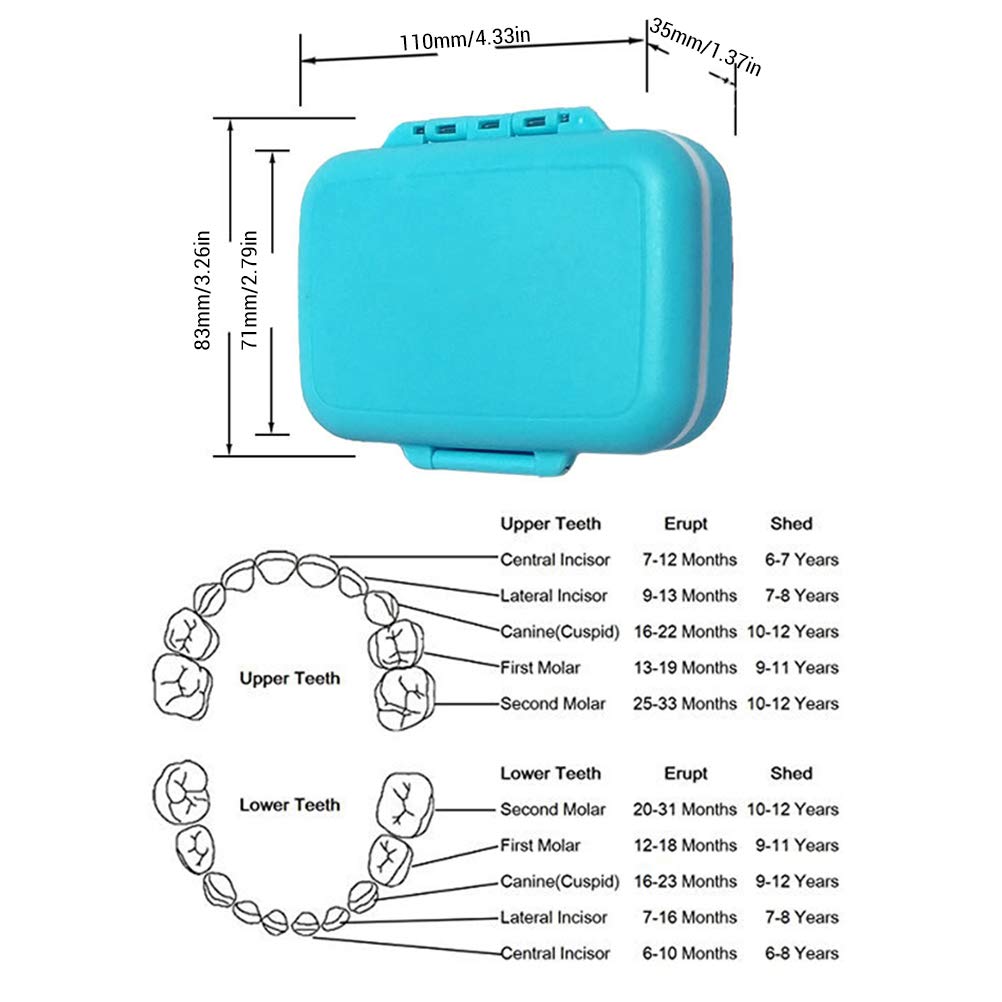 110mm/4.33in
35mm/1.37in
83mm/3.26in
71mm/2.79in
Upper Teeth Erupt Shed
Central Incisor 7-12 Months 6-7 Years
Lateral Incisor 9-13 Months 7-8 Years
Canine(Cuspid) 16-22 Months 10-12 Years
First Molar 13-19 Months 9-11 Years
Second Molar 25-33 Months 10-12 Years
Upper Teeth
Lower Teeth Erupt Shed
Second Molar 20-31 Months 10-12 Years
First Molar 12-18 Months 9-11 Years
Canine(Cuspid) 16-23 Months 9-12 Years
Lateral Incisor 7-16 Months 7-8 Years
Central Incisor 6-10 Months 6-8 Years
Lower Teeth